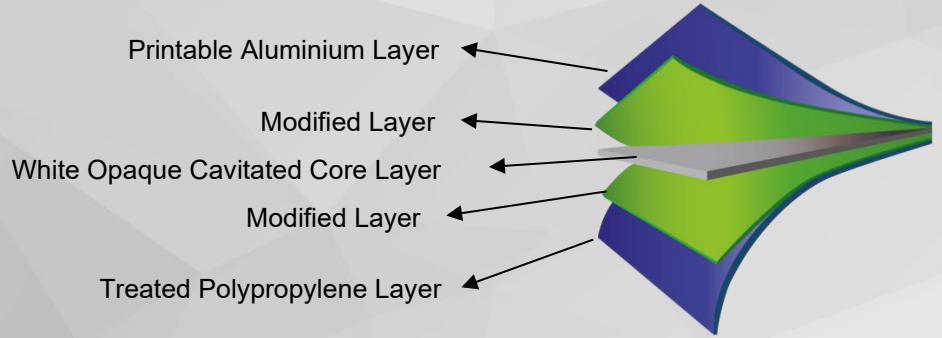 Printable Aluminium Layer
Modified Layer
White Opaque Cavitated Core Layer
Modified Layer
Treated Polypropylene Layer